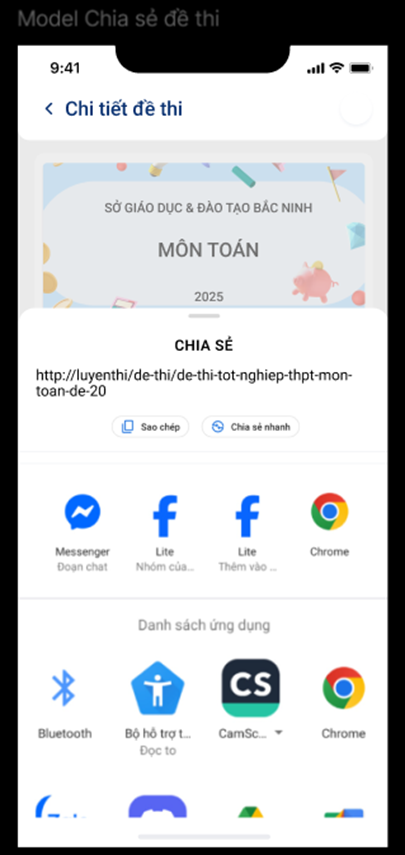 Model Chia sẻ đề thi
9:41
Chi tiết đề thi
SỞ GIÁO DỤC & ĐÀO TẠO BẮC NINH
MÔN TOÁN
2025
CHIA SẺ
http://luyenthi/de-thi/de-thi-tot-nghiep-thpt-mon-
toan-de-20
Sao chép
Chia sẻ nhanh
Messenger
Lite
Lite
Chrome
Đoạn chat
Nhóm của...
Thêm vào ...
Danh sách ứng dụng
CS
Bluetooth
Bộ hỗ trợ t...
CamSc...
Chrome
Đọc to